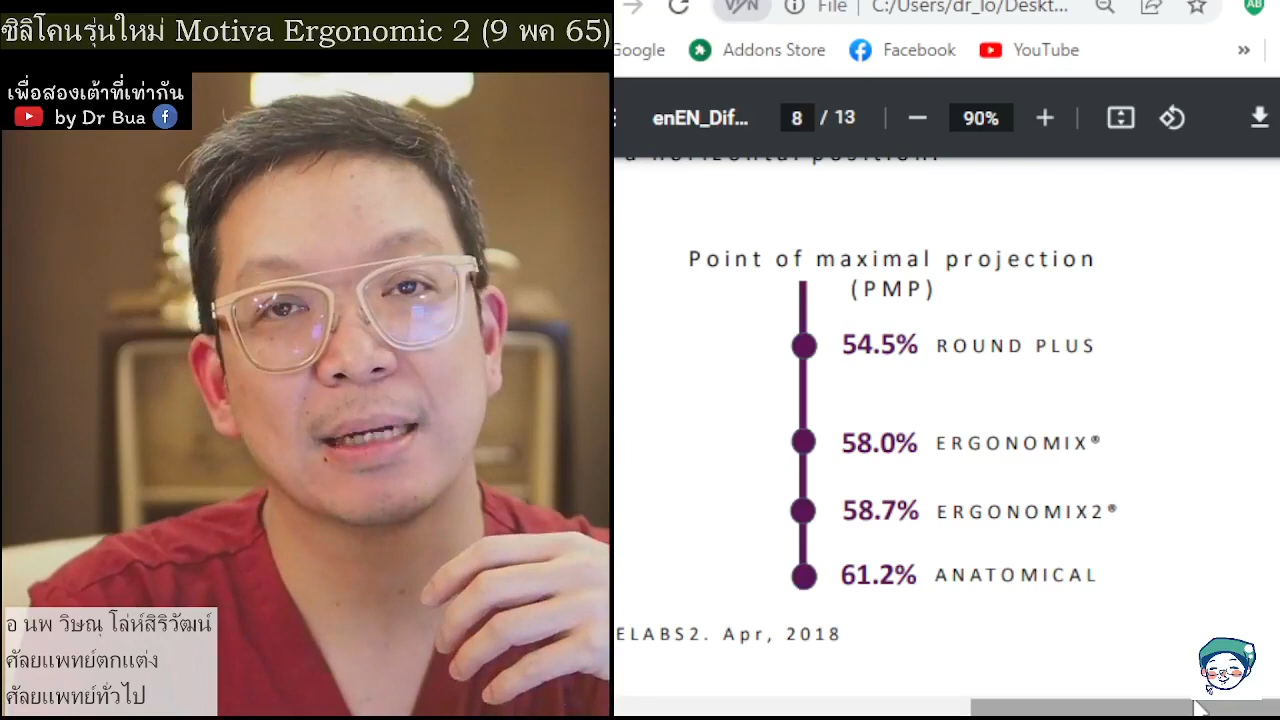 ซิลิโคนรุ่นใหม่ Motiva Ergonomic 2 (9 พค 65)
เพื่อสองเต้าที่เท่ากัน
by Dr Bua
อ นพ วิษณุ โล่ห์สิริวัฒน์
ศัลยแพทย์ตกแต่ง
ศัลยแพทย์ทั่วไป
VPN File C:/Users/dr_lo/Deskt...
Google Addons Store Facebook YouTube »
enEN_Dif... 8 / 13 90%
a horizontal position.
Point of maximal projection
(PMP)
54.5% ROUND PLUS
58.0% ERGONOMIX®
58.7% ERGONOMIX2®
61.2% ANATOMICAL
ELABS2. Apr, 2018